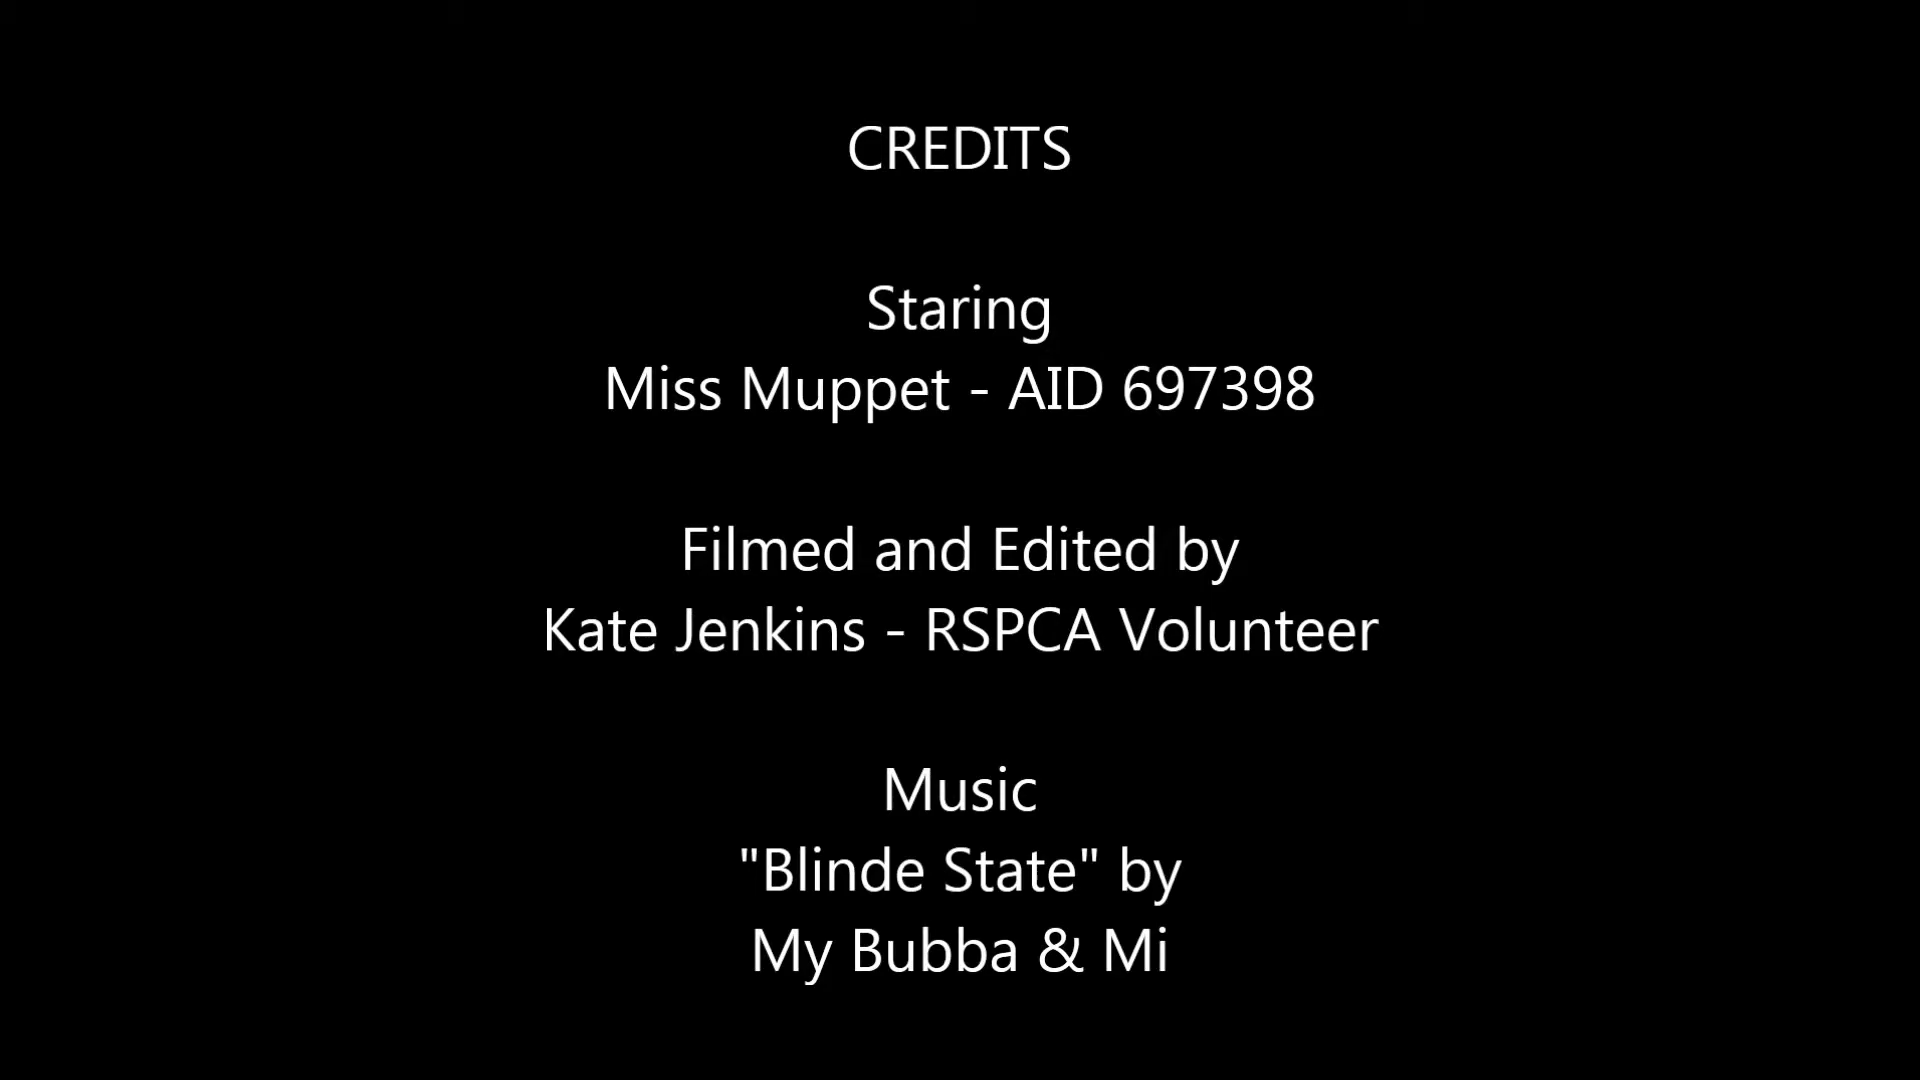 CREDITS
Staring
Miss Muppet - AID 697398
Filmed and Edited by
Kate Jenkins - RSPCA Volunteer
Music
"Blinde State" by
My Bubba & Mi